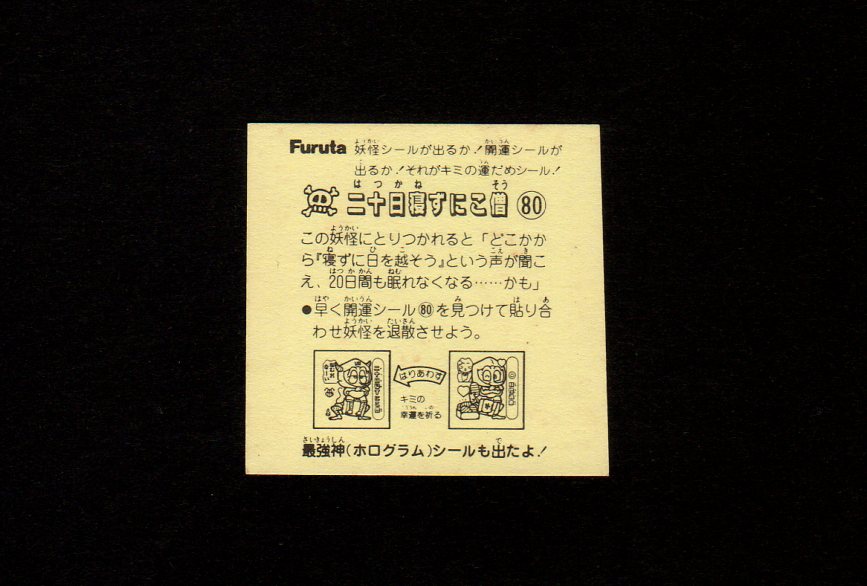 Furuta 妖怪シールが出るか！開運シールが
出るか！それがキミの運だめシール！
二十日寝ずにこ僧 80
この妖怪にとりつかれると「どこかか
ら『寝ずに日を越そう』という声が聞こ
え、20日間も眠れなくなる……かも」
●早く開運シール80を見つけて貼り合
わせ妖怪を退散させよう。
はりあわす
キミの
幸運を祈る
最強神(ホログラム)シールも出たよ！